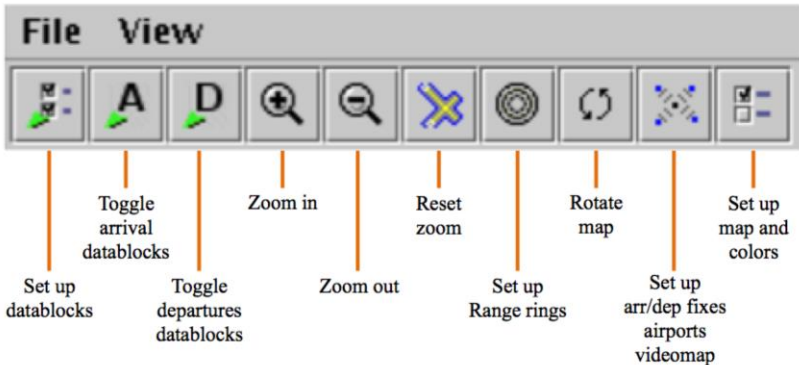 File View
A D
Toggle
arrival
datablocks
Zoom in
Reset
zoom
Rotate
map
Set up
map and
colors
Set up
datablocks
Toggle
departures
datablocks
Zoom out
Set up
Range rings
Set up
arr/dep fixes
airports
videomap